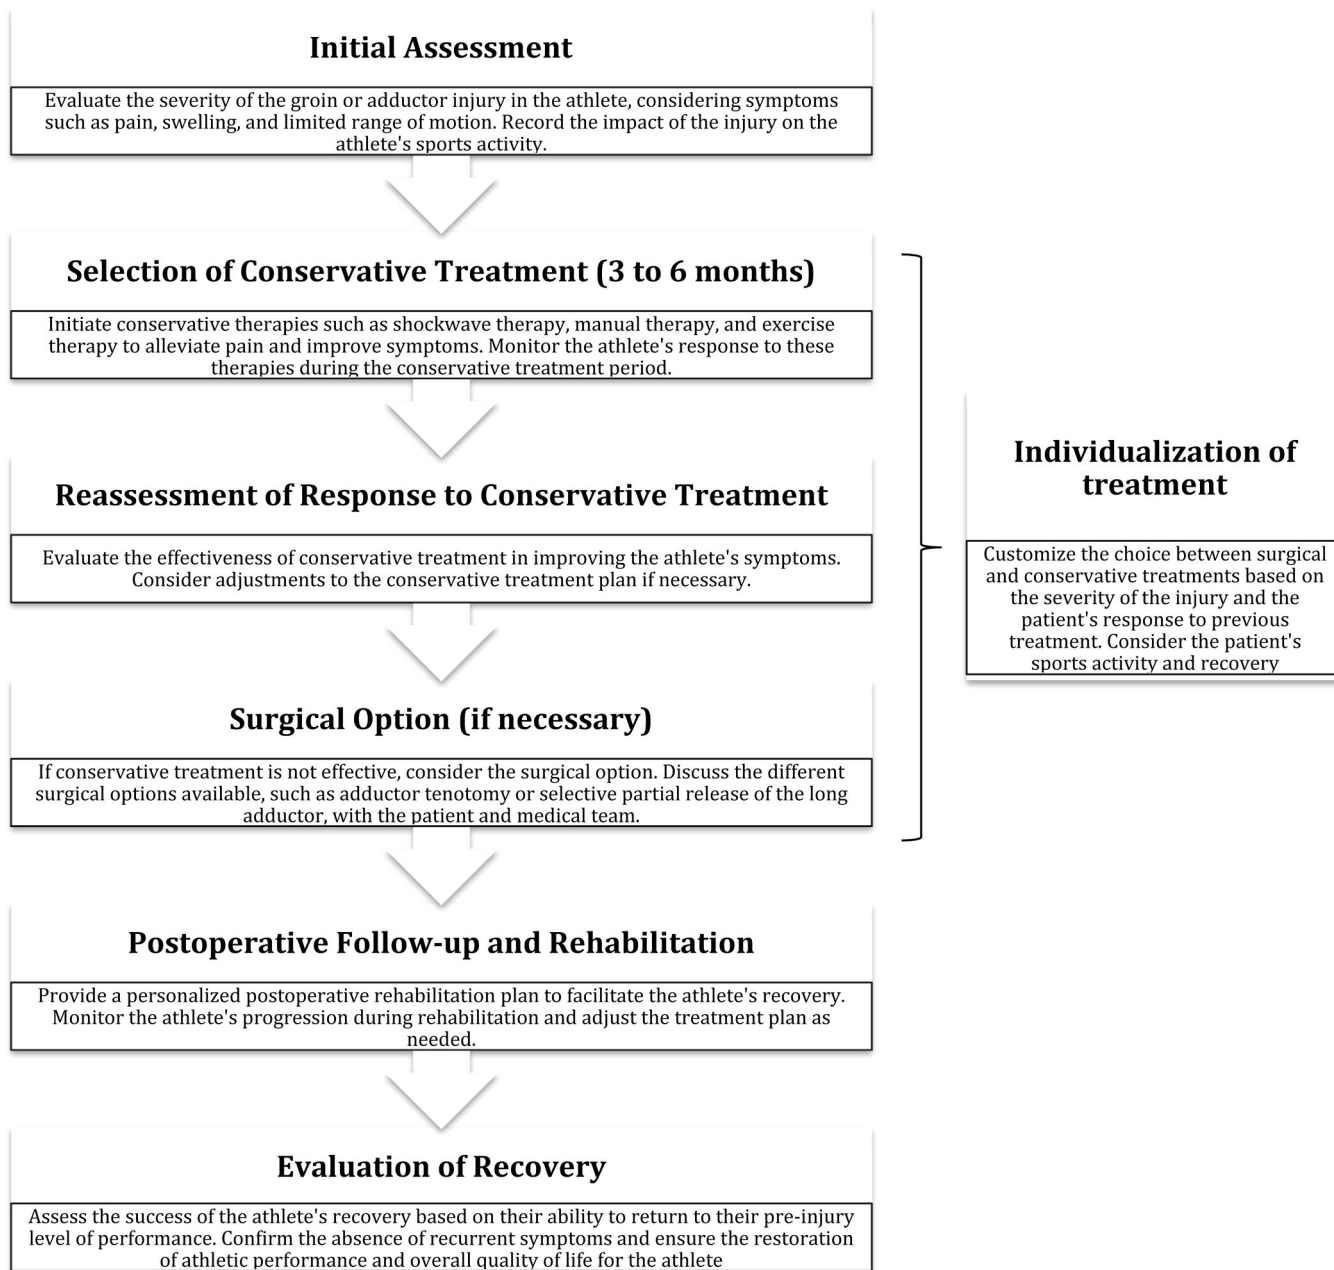 Initial Assessment
Evaluate the severity of the groin or adductor injury in the athlete, considering symptoms
such as pain, swelling, and limited range of motion. Record the impact of the injury on the
athlete's sports activity.
Selection of Conservative Treatment (3 to 6 months)
Initiate conservative therapies such as shockwave therapy, manual therapy, and exercise
therapy to alleviate pain and improve symptoms. Monitor the athlete's response to these
therapies during the conservative treatment period.
Reassessment of Response to Conservative Treatment
Evaluate the effectiveness of conservative treatment in improving the athlete's symptoms.
Consider adjustments to the conservative treatment plan if necessary.
Surgical Option (if necessary)
If conservative treatment is not effective, consider the surgical option. Discuss the different
surgical options available, such as adductor tenotomy or selective partial release of the long
adductor, with the patient and medical team.
Individualization of
treatment
Customize the choice between surgical
and conservative treatments based on
the severity of the injury and the
patient's response to previous
treatment. Consider the patient's
sports activity and recovery
Postoperative Follow-up and Rehabilitation
Provide a personalized postoperative rehabilitation plan to facilitate the athlete's recovery.
Monitor the athlete's progression during rehabilitation and adjust the treatment plan as
needed.
Evaluation of Recovery
Assess the success of the athlete's recovery based on their ability to return to their pre-injury
level of performance. Confirm the absence of recurrent symptoms and ensure the restoration
of athletic performance and overall quality of life for the athlete